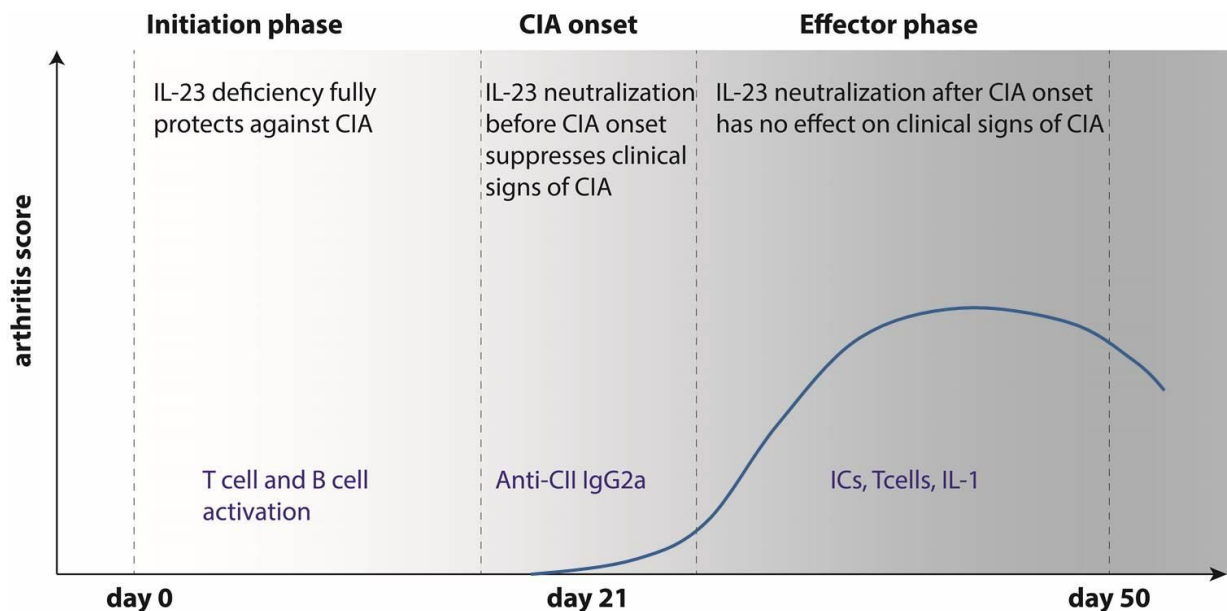 Initiation phase
CIA onset
Effector phase
IL-23 deficiency fully
protects against CIA
IL-23 neutralization
before CIA onset
suppresses clinical
signs of CIA
IL-23 neutralization after CIA onset
has no effect on clinical signs of CIA
arthritis score
T cell and B cell
activation
Anti-CII IgG2a
ICs, Tcells, IL-1
day 0
day 21
day 50